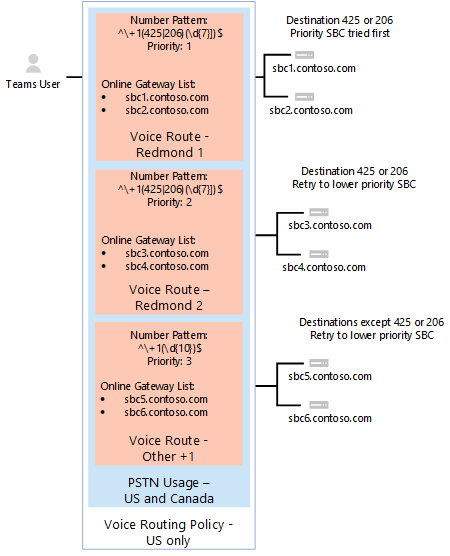 Number Pattern:
^\+1(425|206)(\d{7})$
Priority: 1
Online Gateway List:
• sbc1.contoso.com
• sbc2.contoso.com
Voice Route -
Redmond 1
Number Pattern:
^\+1(425|206)(\d{7})$
Priority: 2
Online Gateway List:
• sbc3.contoso.com
• sbc4.contoso.com
Voice Route –
Redmond 2
Number Pattern:
^\+1(\d{10})$
Priority: 3
Online Gateway List:
• sbc5.contoso.com
• sbc6.contoso.com
Voice Route -
Other +1
PSTN Usage –
US and Canada
Voice Routing Policy -
US only
Teams User
Destination 425 or 206
Priority SBC tried first
sbc1.contoso.com
sbc2.contoso.com
Destination 425 or 206
Retry to lower priority SBC
sbc3.contoso.com
sbc4.contoso.com
Destinations except 425 or 206
Retry to lower priority SBC
sbc5.contoso.com
sbc6.contoso.com